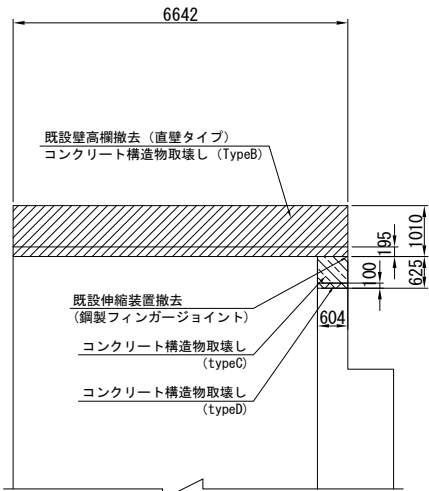 6642
既設壁高欄撤去（直壁タイプ）
コンクリート構造物取壊し（TypeB）
195
1010
100
625
既設伸縮装置撤去
(鋼製フィンガージョイント)
604
コンクリート構造物取壊し
(typeC)
コンクリート構造物取壊し
(typeD)